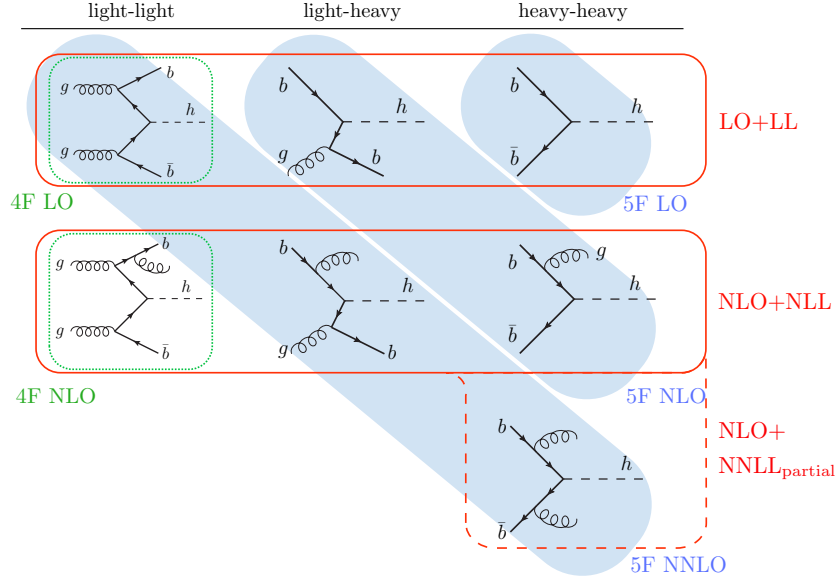 light-light light-heavy heavy-heavy
g b h g b̄
b h g b
b h b̄
LO+LL
4F LO
5F LO
g b h g b̄
b h g b
b g h b̄
NLO+NLL
4F NLO
5F NLO
b h b̄
NLO+
NNLL_partial
5F NNLO